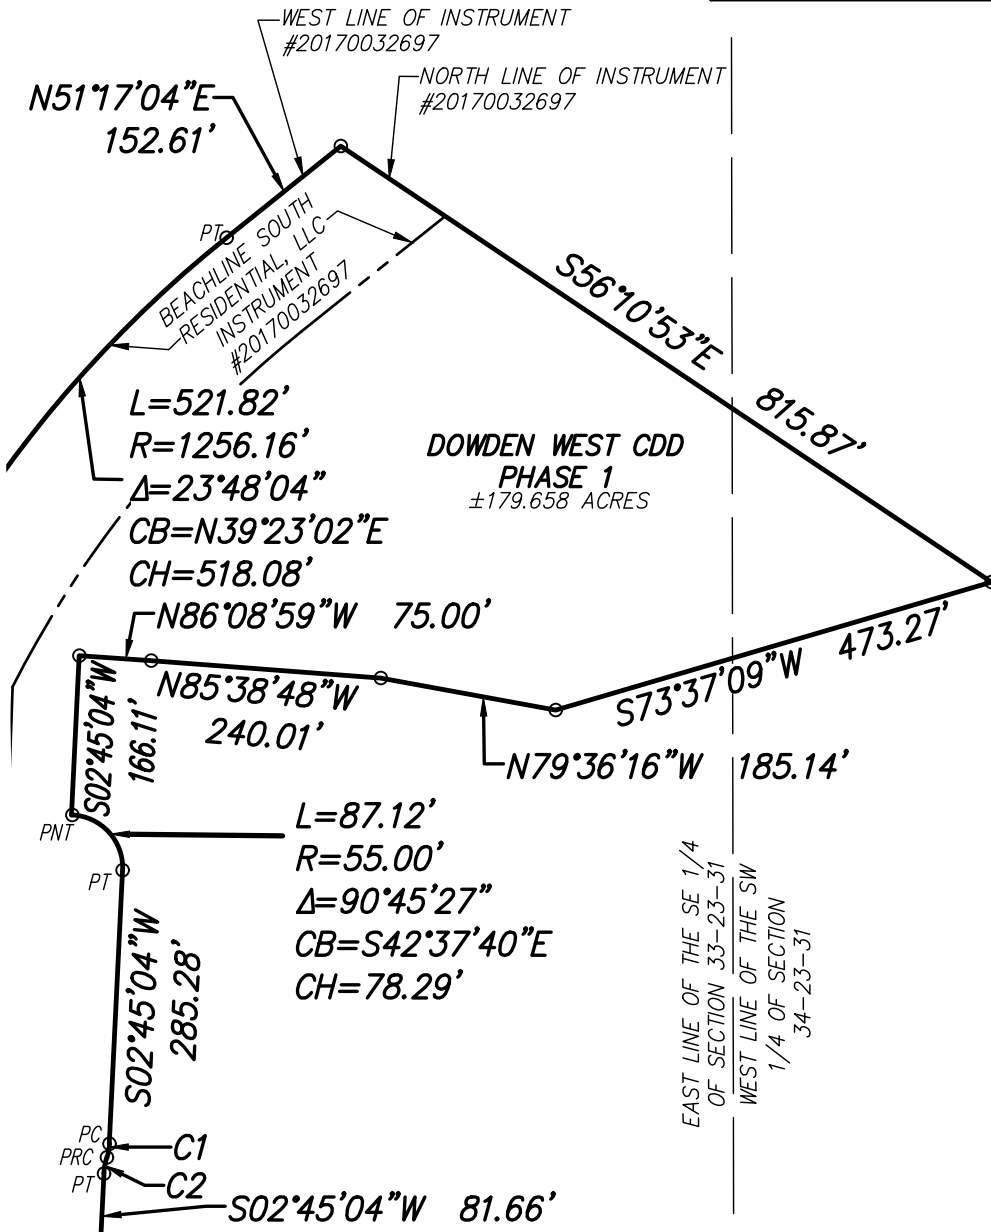 WEST LINE OF INSTRUMENT
#20170032697
NORTH LINE OF INSTRUMENT
#20170032697
N51°17'04"E
152.61'
PT
BEACHLINE SOUTH
RESIDENTIAL, LLC
INSTRUMENT
#20170032697
S56°10'53"E 815.87'
L=521.82'
R=1256.16'
Δ=23°48'04"
CB=N39°23'02"E
CH=518.08'
DOWDEN WEST CDD
PHASE 1
±179.658 ACRES
N86°08'59"W 75.00'
N85°38'48"W
240.01'
S73°37'09"W 473.27'
N79°36'16"W 185.14'
S02°45'04"W
166.11'
PNT
PT
L=87.12'
R=55.00'
Δ=90°45'27"
CB=S42°37'40"E
CH=78.29'
S02°45'04"W
285.28'
EAST LINE OF THE SE 1/4
OF SECTION 33-23-31
WEST LINE OF THE SW
1/4 OF SECTION
34-23-31
PC
PRC
PT
C1
C2
S02°45'04"W 81.66'